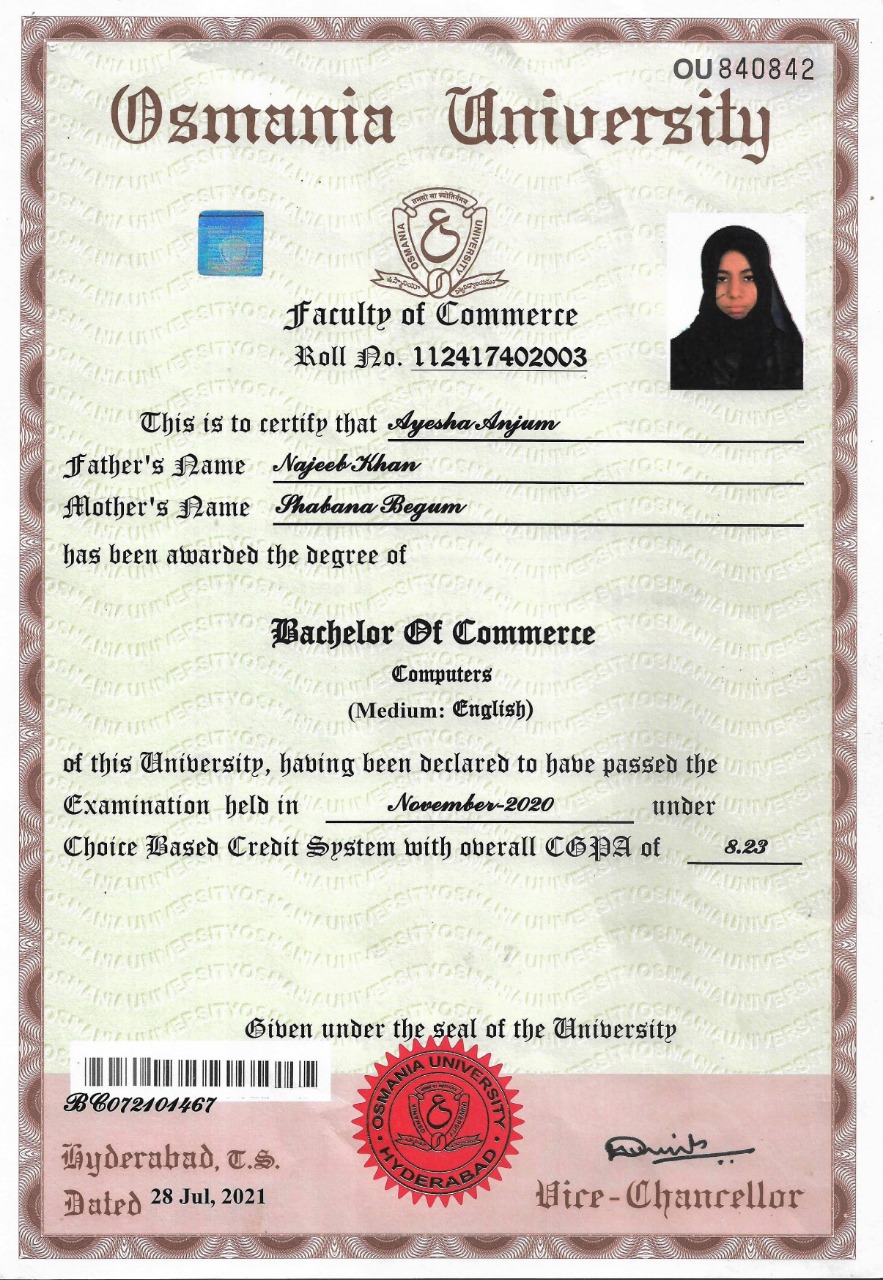 OU 840842
Osmania University
तमसो मा ज्योतिर्गमय
OSMANIA UNIVERSITY
Faculty of Commerce
Roll No. 112417402003
This is to certify that Ayesha Anjum
Father's Name Najeeb Khan
Mother's Name Shabana Begum
has been awarded the degree of
Bachelor Of Commerce
Computers
(Medium: English)
of this University, having been declared to have passed the
Examination held in November-2020 under
Choice Based Credit System with overall CGPA of 8.23
Given under the seal of the University
BC072101467
OSMANIA UNIVERSITY
HYDERABAD
Hyderabad, T.S.
Dated 28 Jul, 2021
Vice-Chancellor